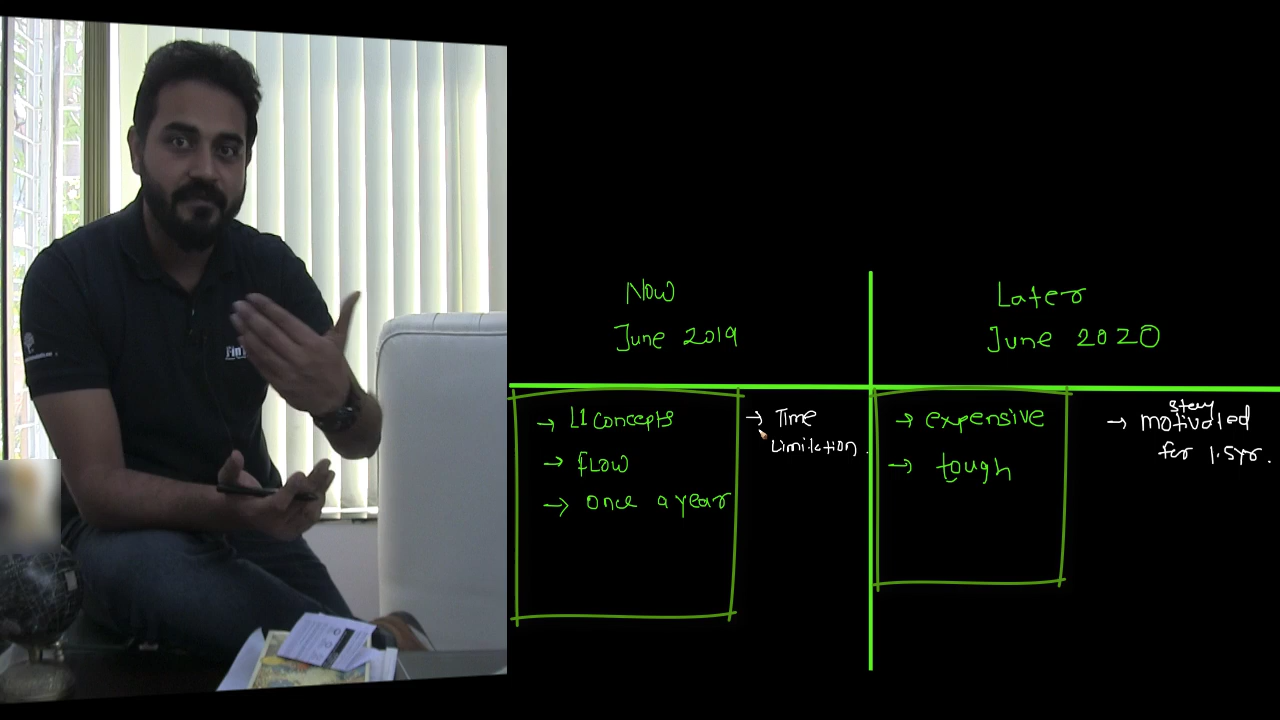 Now
June 2019
Later
June 2020
→ L1 Concepts
→ flow
→ once a year
→ Time
Limitation.
→ expensive
→ tough
stay
→ motivated
for 1.5yr.